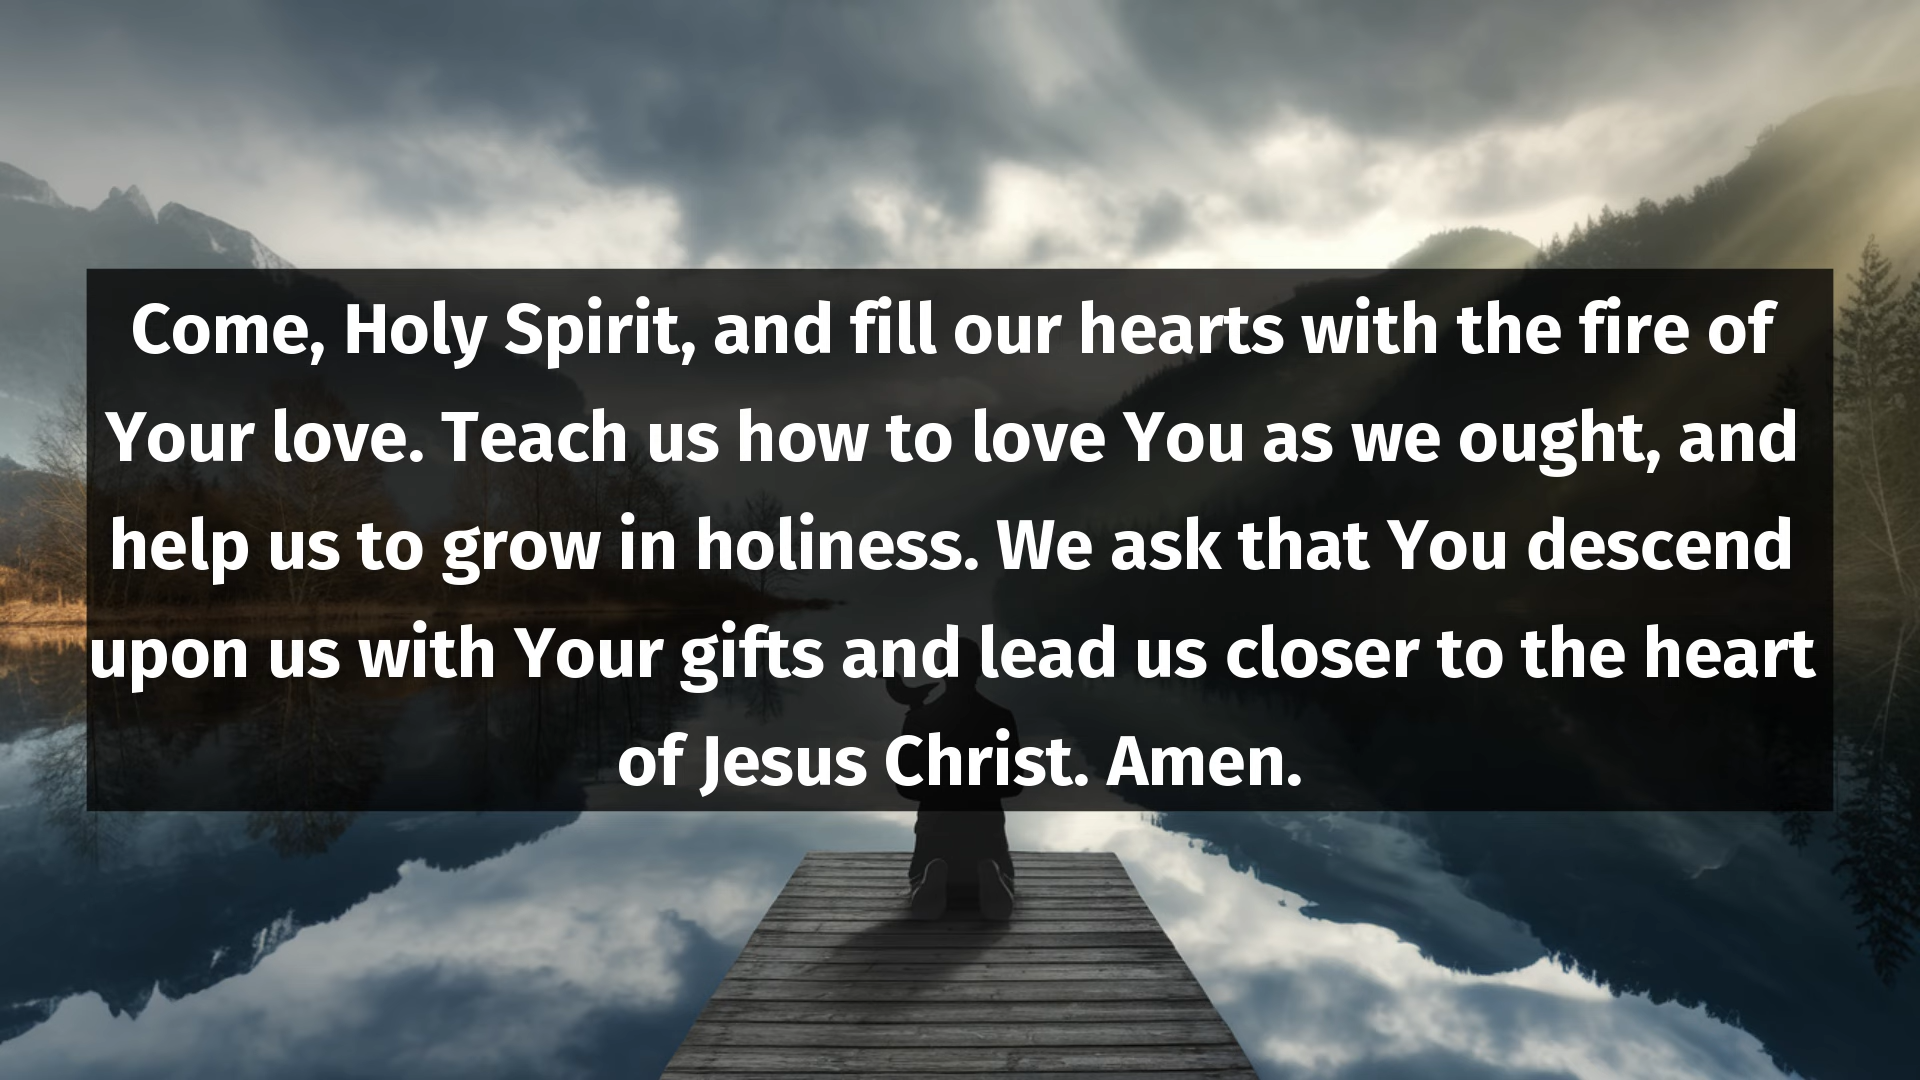 Come, Holy Spirit, and fill our hearts with the fire of
Your love. Teach us how to love You as we ought, and
help us to grow in holiness. We ask that You descend
upon us with Your gifts and lead us closer to the heart
of Jesus Christ. Amen.